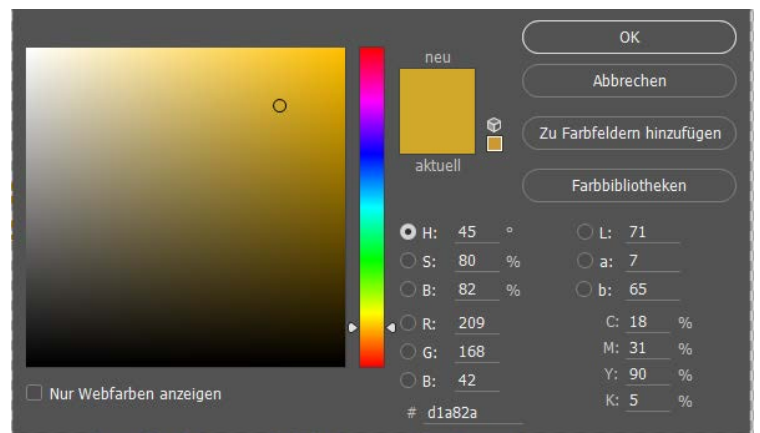 neu
aktuell
OK
Abbrechen
Zu Farbfeldern hinzufügen
Farbbibliotheken
H: 45 °
S: 80 %
B: 82 %
R: 209
G: 168
B: 42
# d1a82a
L: 71
a: 7
b: 65
C: 18 %
M: 31 %
Y: 90 %
K: 5 %
Nur Webfarben anzeigen